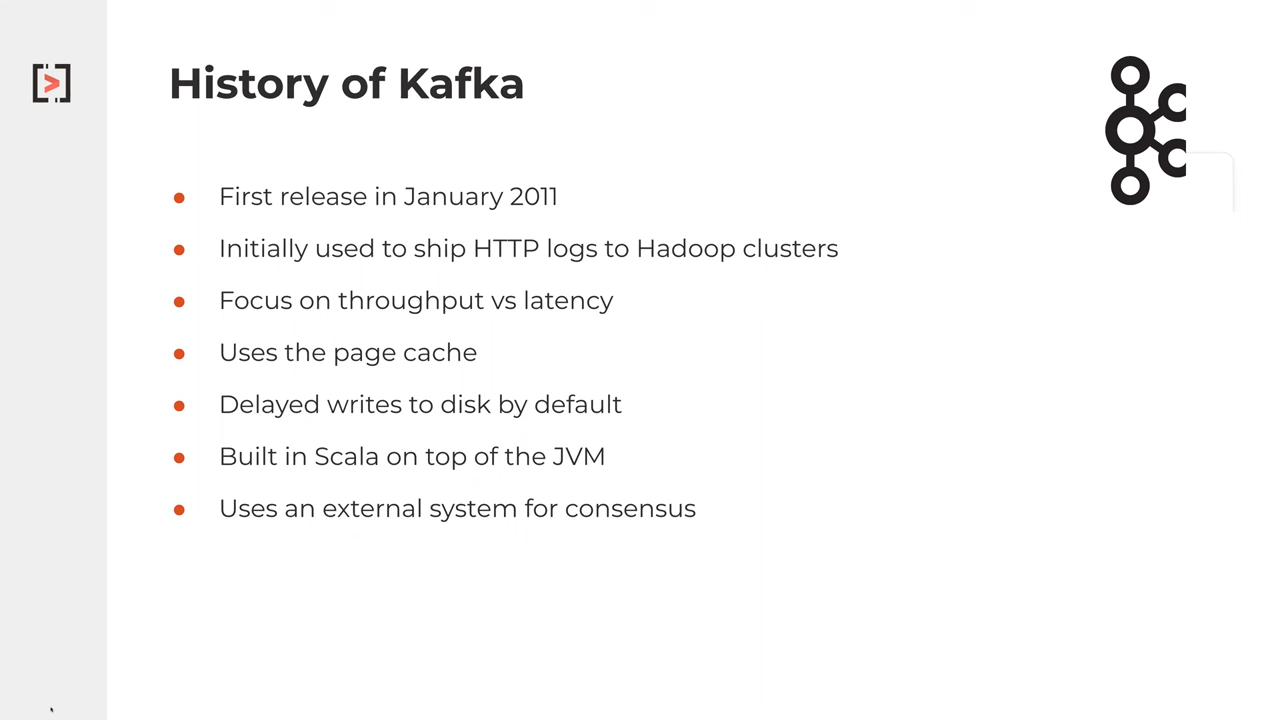 History of Kafka
First release in January 2011
Initially used to ship HTTP logs to Hadoop clusters
Focus on throughput vs latency
Uses the page cache
Delayed writes to disk by default
Built in Scala on top of the JVM
Uses an external system for consensus